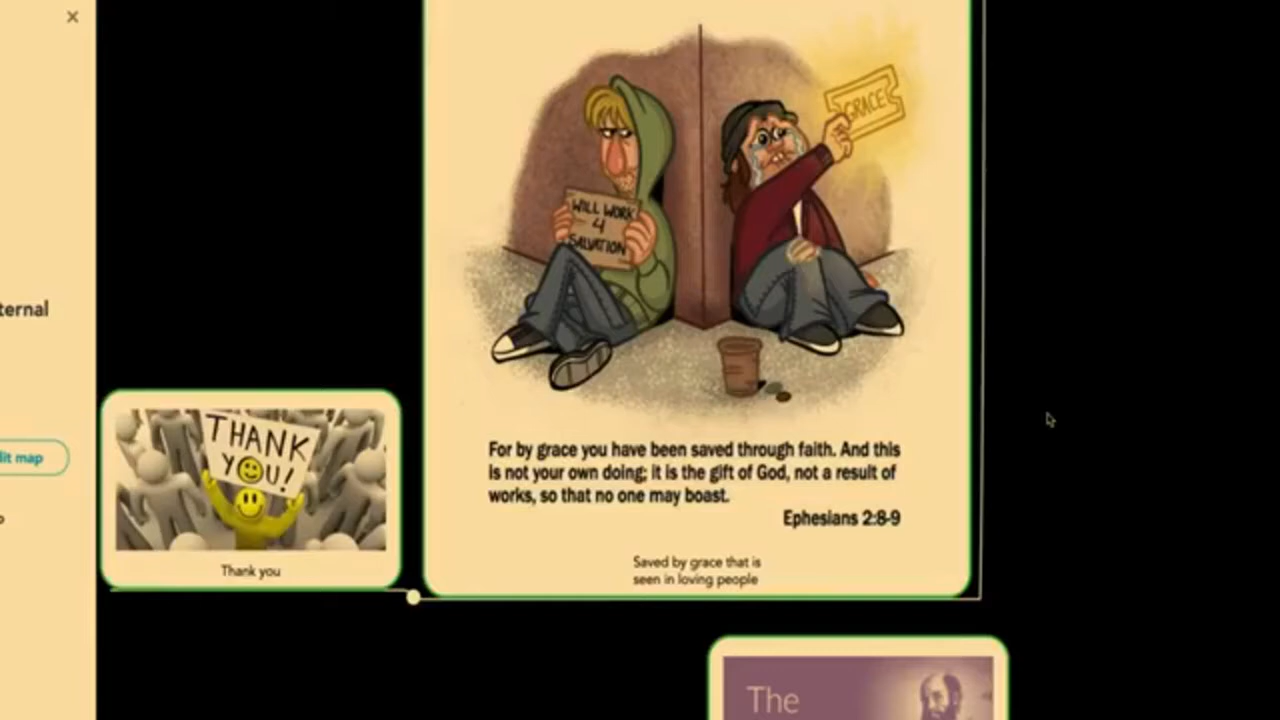 ×
GRACE
WILL WORK
4
SALVATION
ternal
THANK
YOU!
lit map
For by grace you have been saved through faith. And this
is not your own doing; it is the gift of God, not a result of
works, so that no one may boast.
Ephesians 2:8-9
Saved by grace that is
seen in loving people
Thank you
The